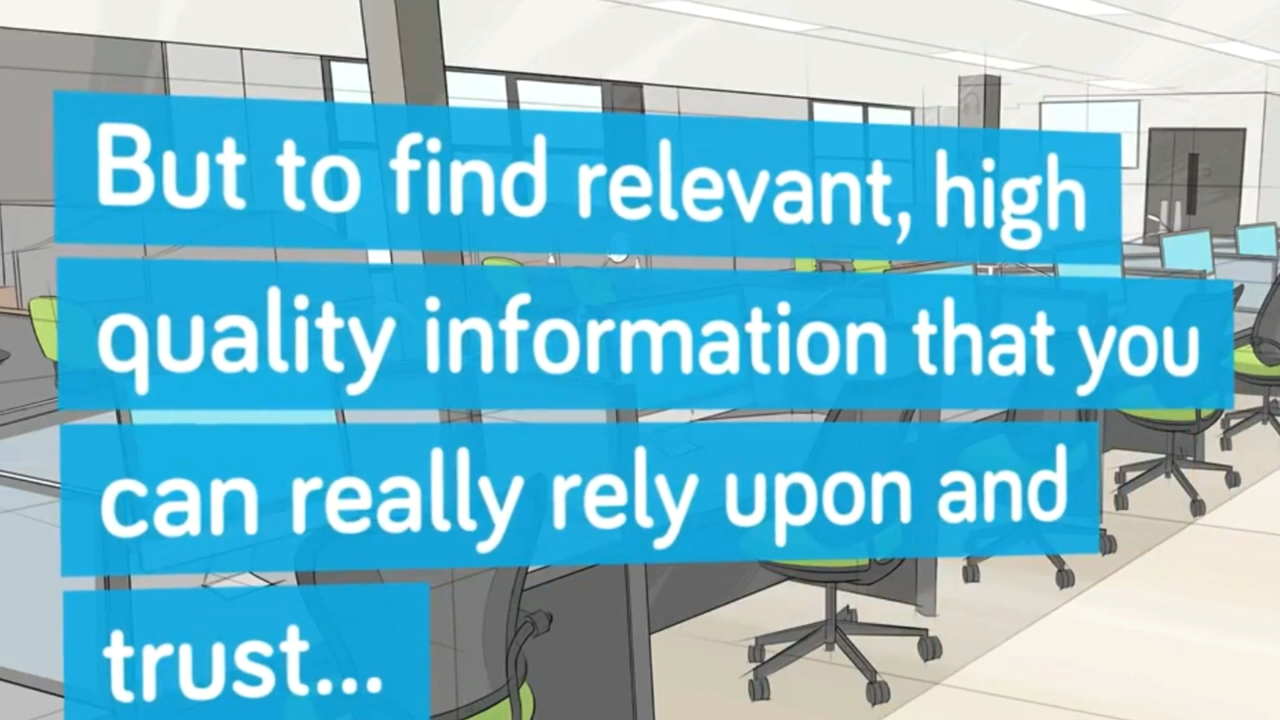 But to find relevant, high
quality information that you
can really rely upon and
trust...